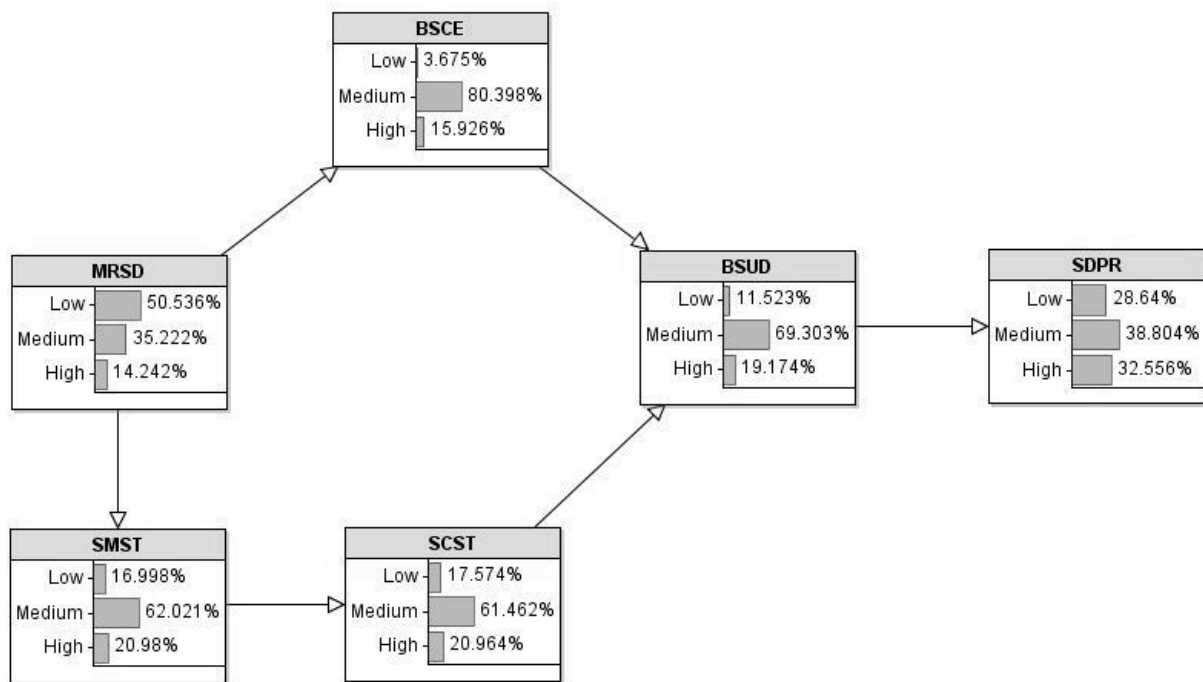 BSCE
Low 3.675%
Medium 80.398%
High 15.926%
MRSD
Low 50.536%
Medium 35.222%
High 14.242%
BSUD
Low 11.523%
Medium 69.303%
High 19.174%
SDPR
Low 28.64%
Medium 38.804%
High 32.556%
SMST
Low 16.998%
Medium 62.021%
High 20.98%
SCST
Low 17.574%
Medium 61.462%
High 20.964%